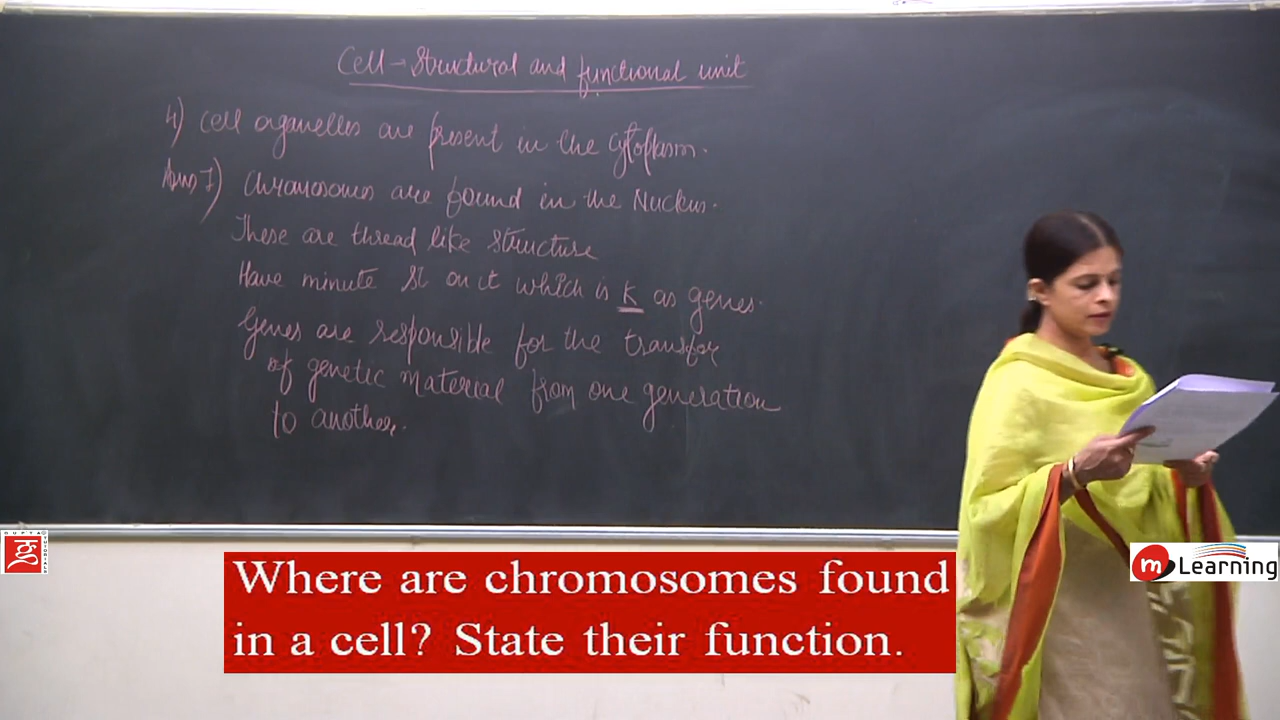 Cell → Structural and functional unit
4) Cell organelles are present in the Cytoplasm.
Ans 7) Chromosomes are found in the Nucleus.
These are thread like structure
Have minute St on it which is K as genes.
Genes are responsible for the transfer
of genetic material from one generation
to another.
GUPTA TUTORIALS
Where are chromosomes found
in a cell? State their function.
m Learning